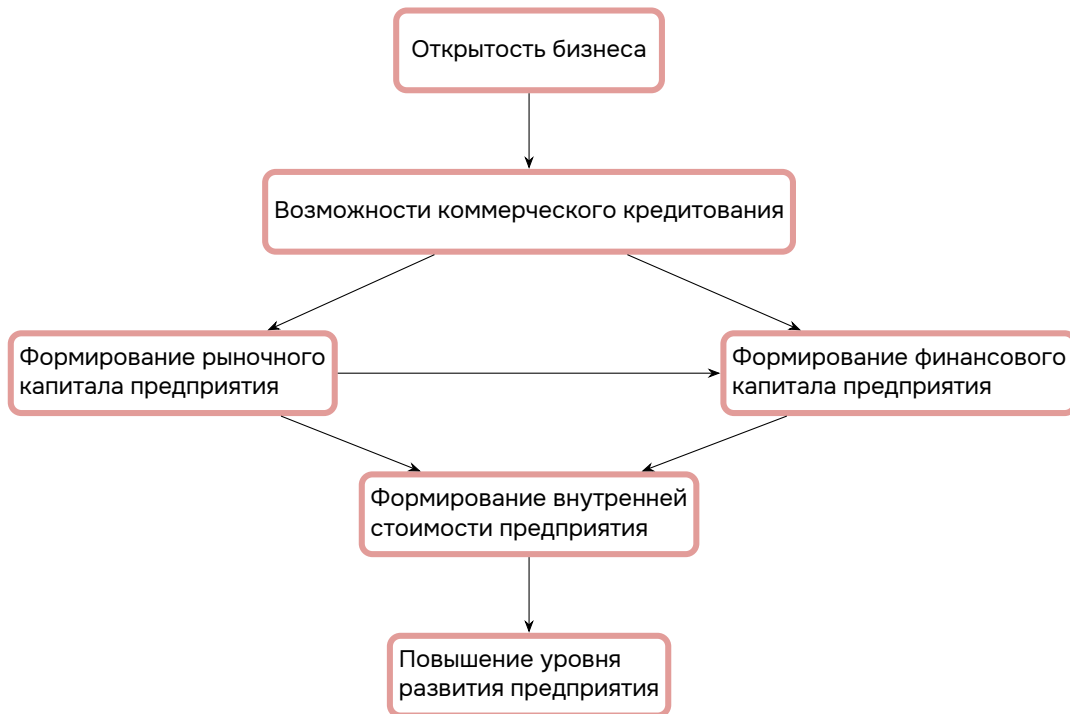 Открытость бизнеса
Возможности коммерческого кредитования
Формирование рыночного
капитала предприятия
Формирование финансового
капитала предприятия
Формирование внутренней
стоимости предприятия
Повышение уровня
развития предприятия